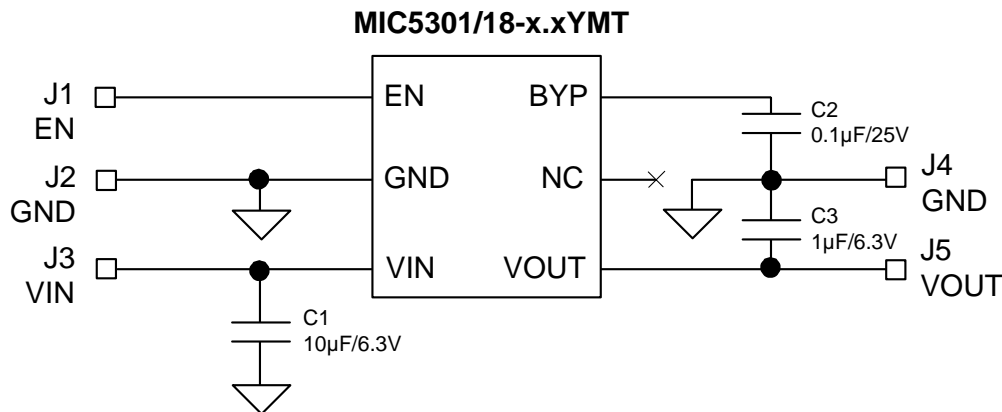 MIC5301/18-x.xYMT
J1
EN
EN
BYP
C2
0.1µF/25V
J2
GND
GND
NC
J4
GND
C3
1µF/6.3V
J3
VIN
VIN
VOUT
J5
VOUT
C1
10µF/6.3V